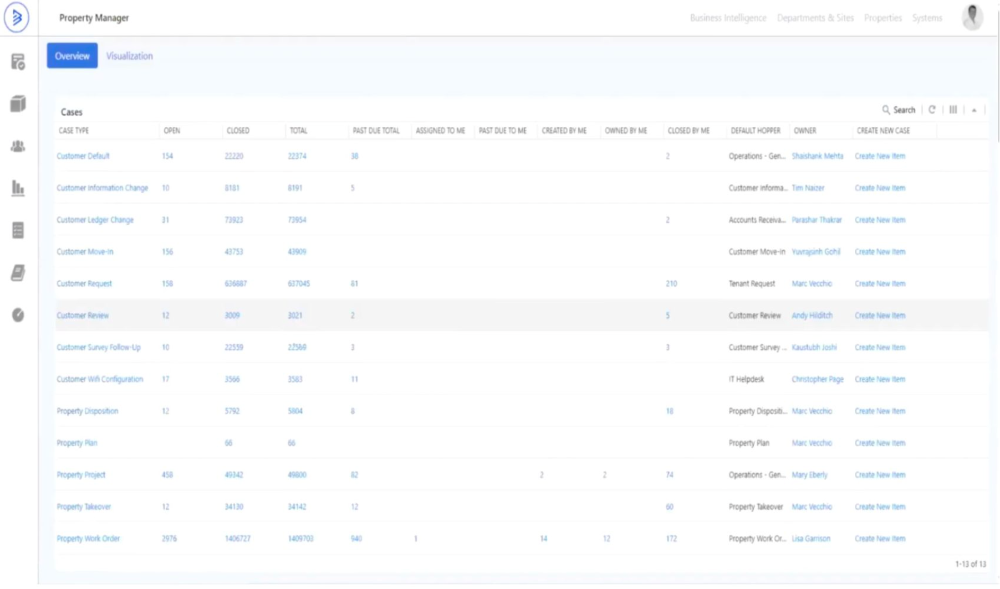 Property Manager Business Intelligence Departments & Sites Properties Systems
Overview Visualization
Cases Search
CASE TYPE OPEN CLOSED TOTAL PAST DUE TOTAL ASSIGNED TO ME PAST DUE TO ME CREATED BY ME OWNED BY ME CLOSED BY ME DEFAULT HOPPER OWNER CREATE NEW CASE
Customer Default 154 22220 22374 38 2 Operations - Gen... Shaishank Mehta Create New Item
Customer Information Change 10 8181 8191 5 Customer Informa... Tim Naizer Create New Item
Customer Ledger Change 31 73923 73954 2 Accounts Receiva... Parashar Thakrar Create New Item
Customer Move-In 156 43753 43909 Customer Move-In Yuvrajsinh Gohil Create New Item
Customer Request 158 636887 637045 81 210 Tenant Request Marc Vecchio Create New Item
Customer Review 12 3009 3021 2 5 Customer Review Andy Hilditch Create New Item
Customer Survey Follow-Up 10 22559 22569 3 3 Customer Survey ... Kaustubh Joshi Create New Item
Customer Wifi Configuration 17 3566 3583 11 IT Helpdesk Christopher Page Create New Item
Property Disposition 12 5792 5804 8 18 Property Dispositi... Marc Vecchio Create New Item
Property Plan 66 66 Property Plan Marc Vecchio Create New Item
Property Project 458 49342 49800 82 2 2 74 Operations - Gen... Mary Eberly Create New Item
Property Takeover 12 34130 34142 12 60 Property Takeover Marc Vecchio Create New Item
Property Work Order 2976 1406727 1409703 940 1 14 12 172 Property Work Or... Lisa Garrison Create New Item
1-13 of 13